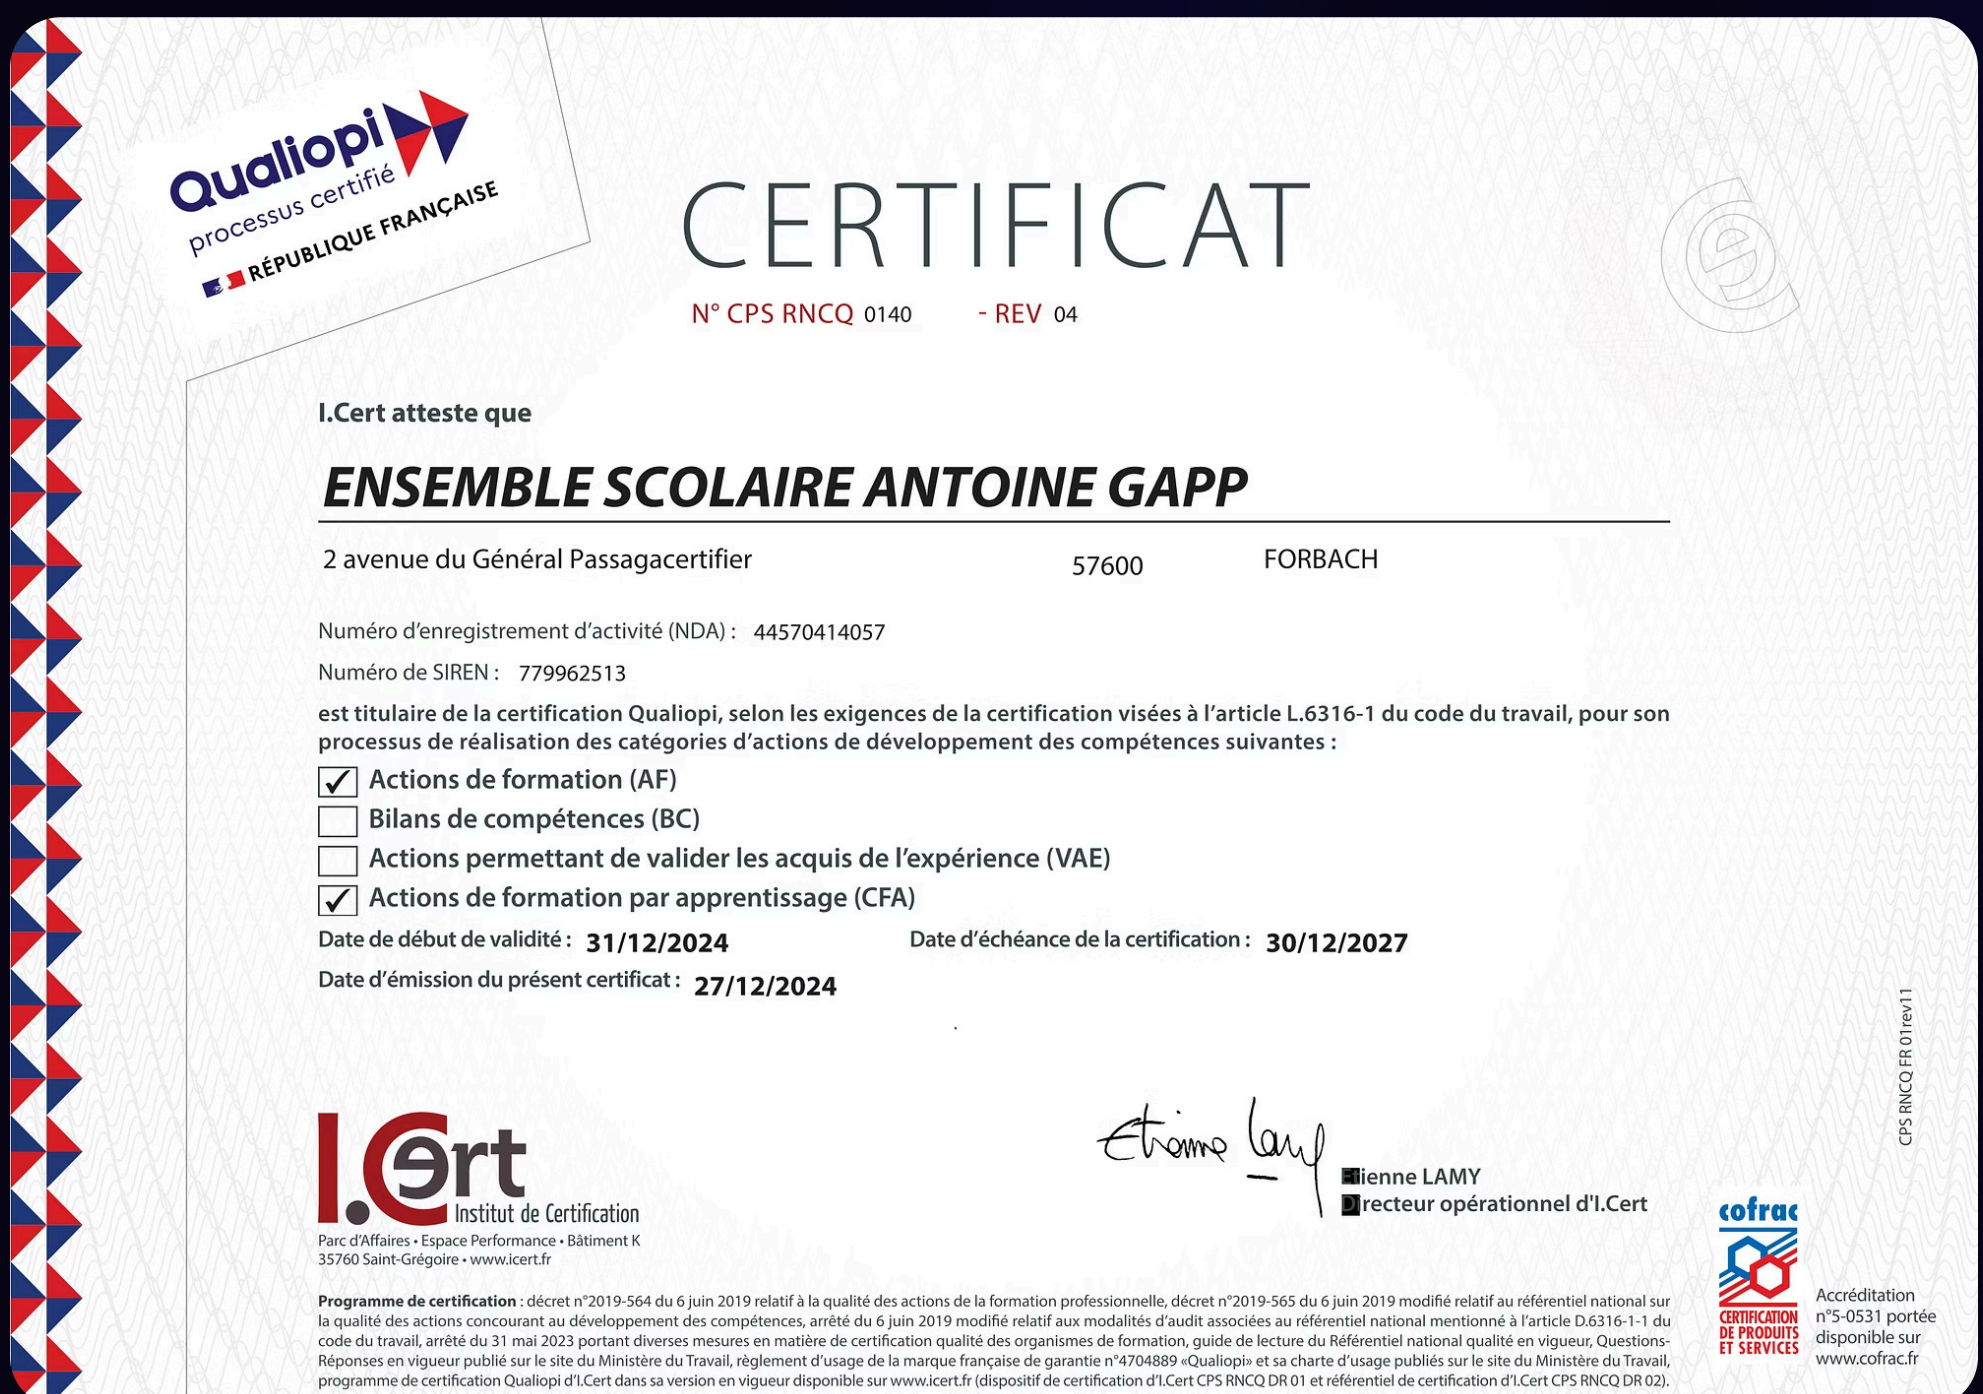 Qualiopi
processus certifié
RÉPUBLIQUE FRANÇAISE
CERTIFICAT
N° CPS RNCQ 0140 - REV 04
I.Cert atteste que
ENSEMBLE SCOLAIRE ANTOINE GAPP
2 avenue du Général Passagacertifier 57600 FORBACH
Numéro d'enregistrement d'activité (NDA) : 44570414057
Numéro de SIREN : 779962513
est titulaire de la certification Qualiopi, selon les exigences de la certification visées à l'article L.6316-1 du code du travail, pour son
processus de réalisation des catégories d'actions de développement des compétences suivantes :
✓ Actions de formation (AF)
Bilans de compétences (BC)
Actions permettant de valider les acquis de l'expérience (VAE)
✓ Actions de formation par apprentissage (CFA)
Date de début de validité : 31/12/2024 Date d'échéance de la certification : 30/12/2027
Date d'émission du présent certificat : 27/12/2024
Etienne Lamy
Etienne LAMY
Directeur opérationnel d'I.Cert
I.Cert
Institut de Certification
Parc d'Affaires • Espace Performance • Bâtiment K
35760 Saint-Grégoire • www.icert.fr
Programme de certification : décret n°2019-564 du 6 juin 2019 relatif à la qualité des actions de la formation professionnelle, décret n°2019-565 du 6 juin 2019 modifié relatif au référentiel national sur
la qualité des actions concourant au développement des compétences, arrêté du 6 juin 2019 modifié relatif aux modalités d'audit associées au référentiel national mentionné à l'article D.6316-1-1 du
code du travail, arrêté du 31 mai 2023 portant diverses mesures en matière de certification qualité des organismes de formation, guide de lecture du Référentiel national qualité en vigueur, Questions-
Réponses en vigueur publié sur le site du Ministère du Travail, règlement d'usage de la marque française de garantie n°4704889 «Qualiopi» et sa charte d'usage publiés sur le site du Ministère du Travail,
programme de certification Qualiopi d'I.Cert dans sa version en vigueur disponible sur www.icert.fr (dispositif de certification d'I.Cert CPS RNCQ DR 01 et référentiel de certification d'I.Cert CPS RNCQ DR 02).
cofrac
CERTIFICATION
DE PRODUITS
ET SERVICES
Accréditation
n°5-0531 portée
disponible sur
www.cofrac.fr
CPS RNCQ FR 01rev11